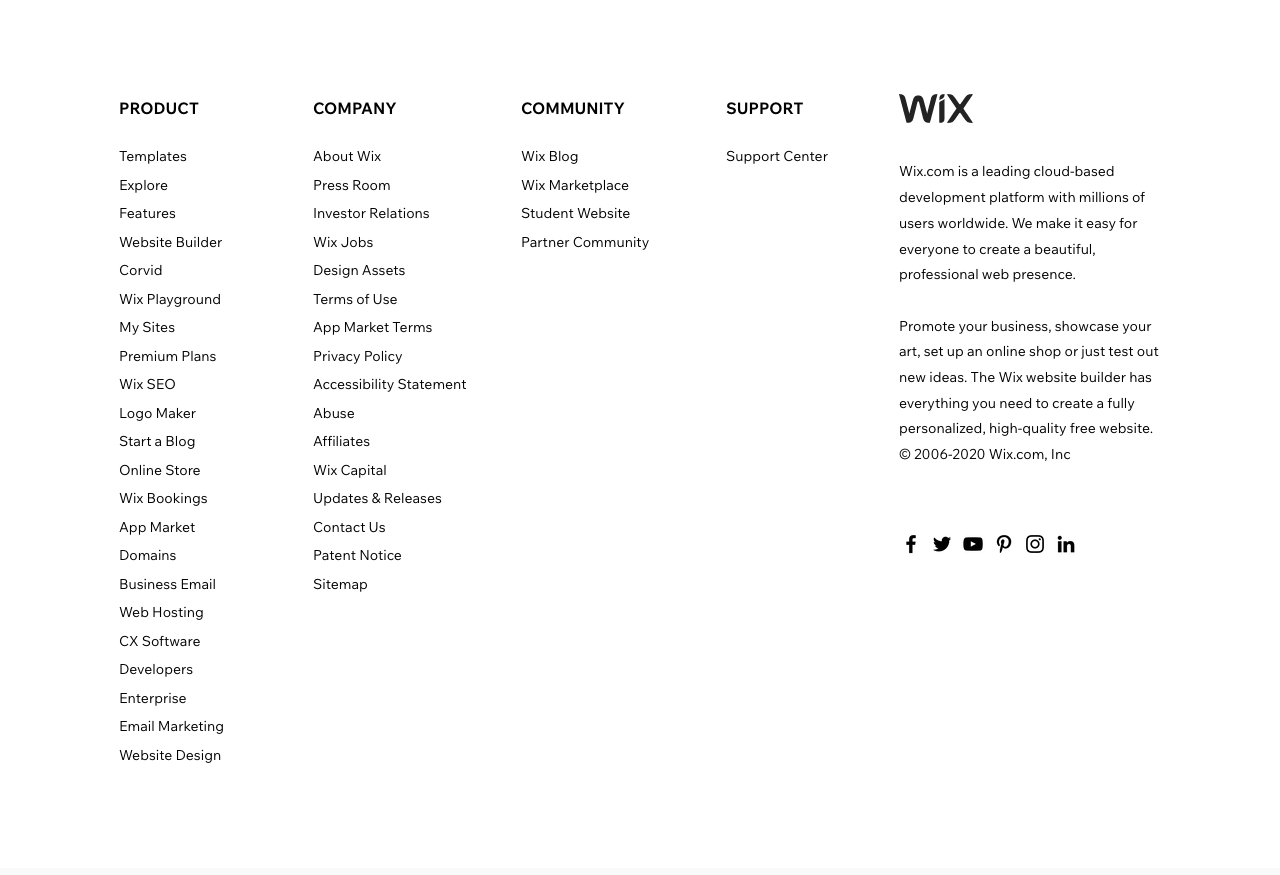 PRODUCT
Templates
Explore
Features
Website Builder
Corvid
Wix Playground
My Sites
Premium Plans
Wix SEO
Logo Maker
Start a Blog
Online Store
Wix Bookings
App Market
Domains
Business Email
Web Hosting
CX Software
Developers
Enterprise
Email Marketing
Website Design
COMPANY
About Wix
Press Room
Investor Relations
Wix Jobs
Design Assets
Terms of Use
App Market Terms
Privacy Policy
Accessibility Statement
Abuse
Affiliates
Wix Capital
Updates & Releases
Contact Us
Patent Notice
Sitemap
COMMUNITY
Wix Blog
Wix Marketplace
Student Website
Partner Community
SUPPORT
Support Center
WiX
Wix.com is a leading cloud-based
development platform with millions of
users worldwide. We make it easy for
everyone to create a beautiful,
professional web presence.
Promote your business, showcase your
art, set up an online shop or just test out
new ideas. The Wix website builder has
everything you need to create a fully
personalized, high-quality free website.
© 2006-2020 Wix.com, Inc